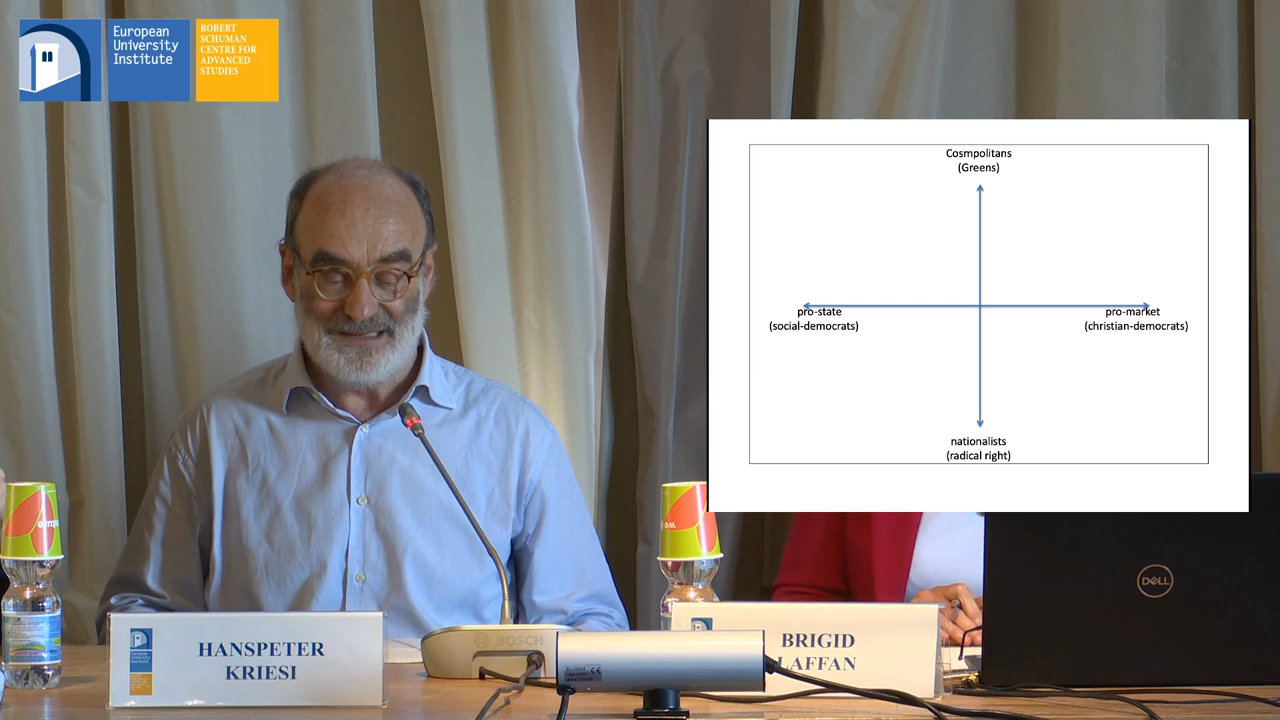 European
University
Institute
ROBERT
SCHUMAN
CENTRE FOR
ADVANCED
STUDIES
Cosmpolitans
(Greens)
pro-state
(social-democrats)
pro-market
(christian-democrats)
nationalists
(radical right)
DELL
BOSCH
HANSPETER
KRIESI
BRIGID
LAFFAN